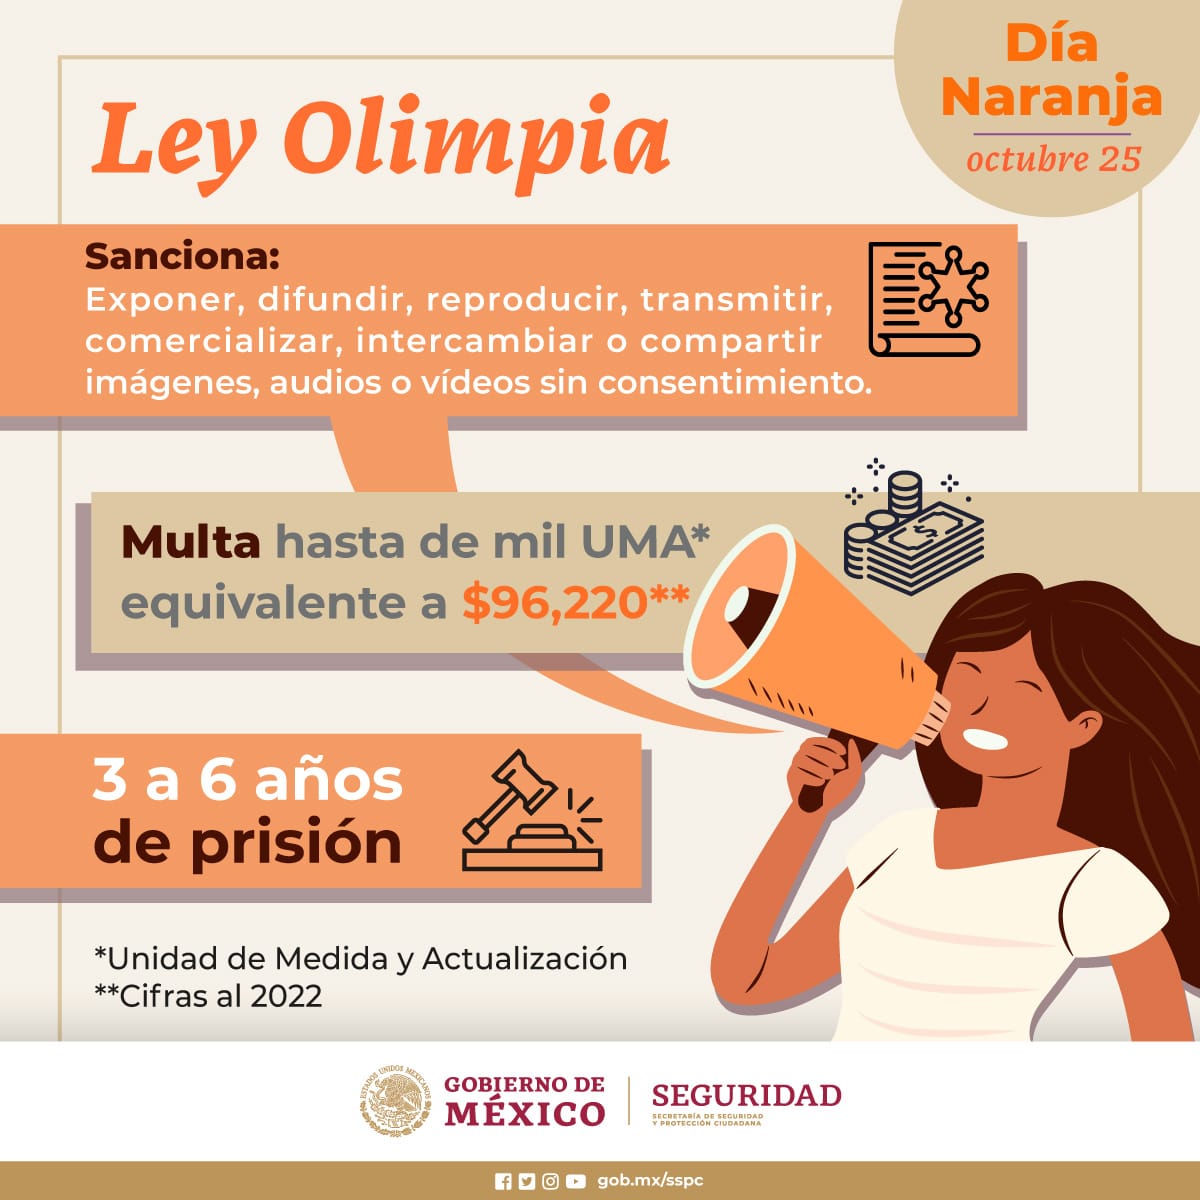 Día
Naranja
octubre 25
Ley Olimpia
Sanciona:
Exponer, difundir, reproducir, transmitir,
comercializar, intercambiar o compartir
imágenes, audios o vídeos sin consentimiento.
Multa hasta de mil UMA*
equivalente a $96,220**
3 a 6 años
de prisión
*Unidad de Medida y Actualización
**Cifras al 2022
ESTADOS UNIDOS MEXICANOS
GOBIERNO DE
MÉXICO
SEGURIDAD
SECRETARÍA DE SEGURIDAD
Y PROTECCIÓN CIUDADANA
gob.mx/sspc